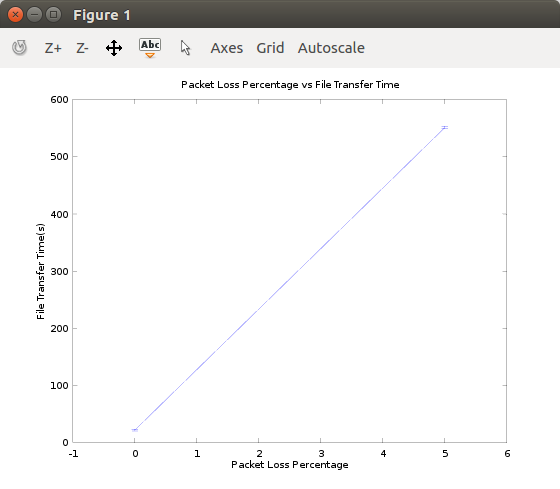 Figure 1
Z+ Z- Abc Axes Grid Autoscale
Packet Loss Percentage vs File Transfer Time
600
500
400
300
200
100
0
File Transfer Time(s)
-1 0 1 2 3 4 5 6
Packet Loss Percentage